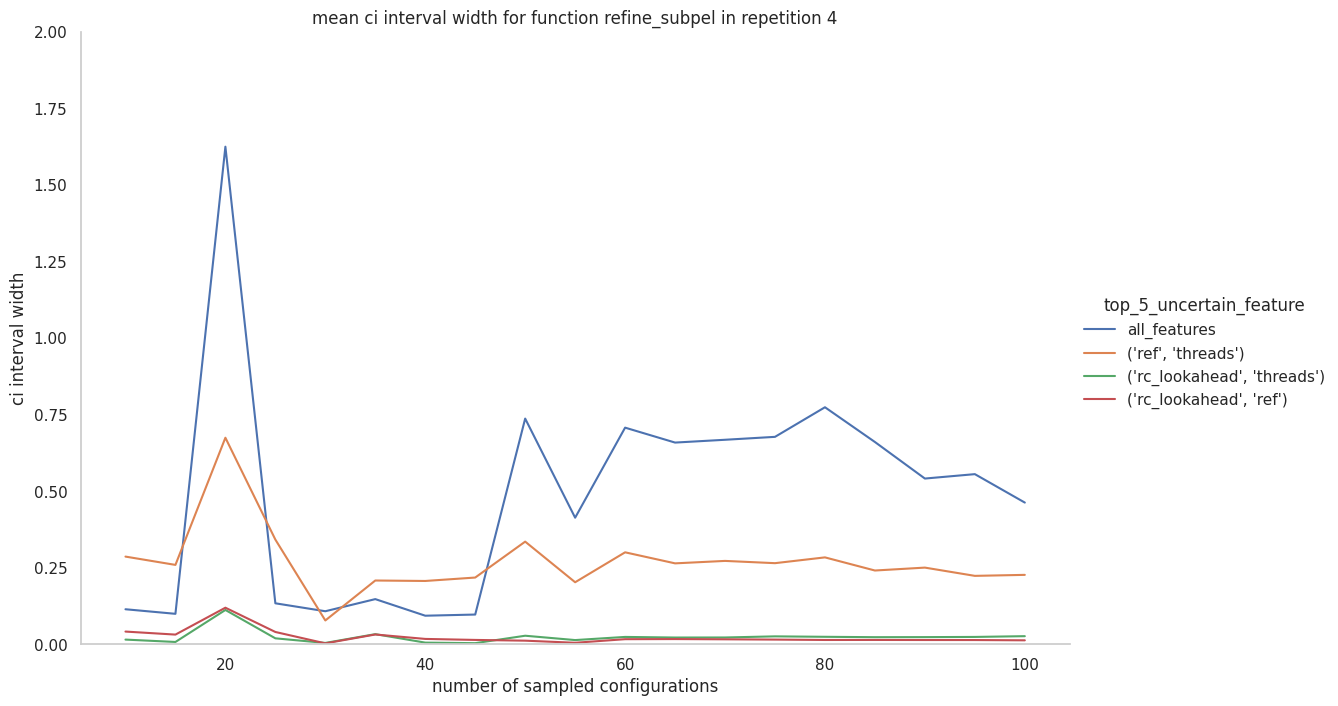 mean ci interval width for function refine_subpel in repetition 4
2.00
1.75
1.50
1.25
1.00
0.75
0.50
0.25
0.00
ci interval width
20
40
60
80
100
number of sampled configurations
top_5_uncertain_feature
all_features
('ref', 'threads')
('rc_lookahead', 'threads')
('rc_lookahead', 'ref')